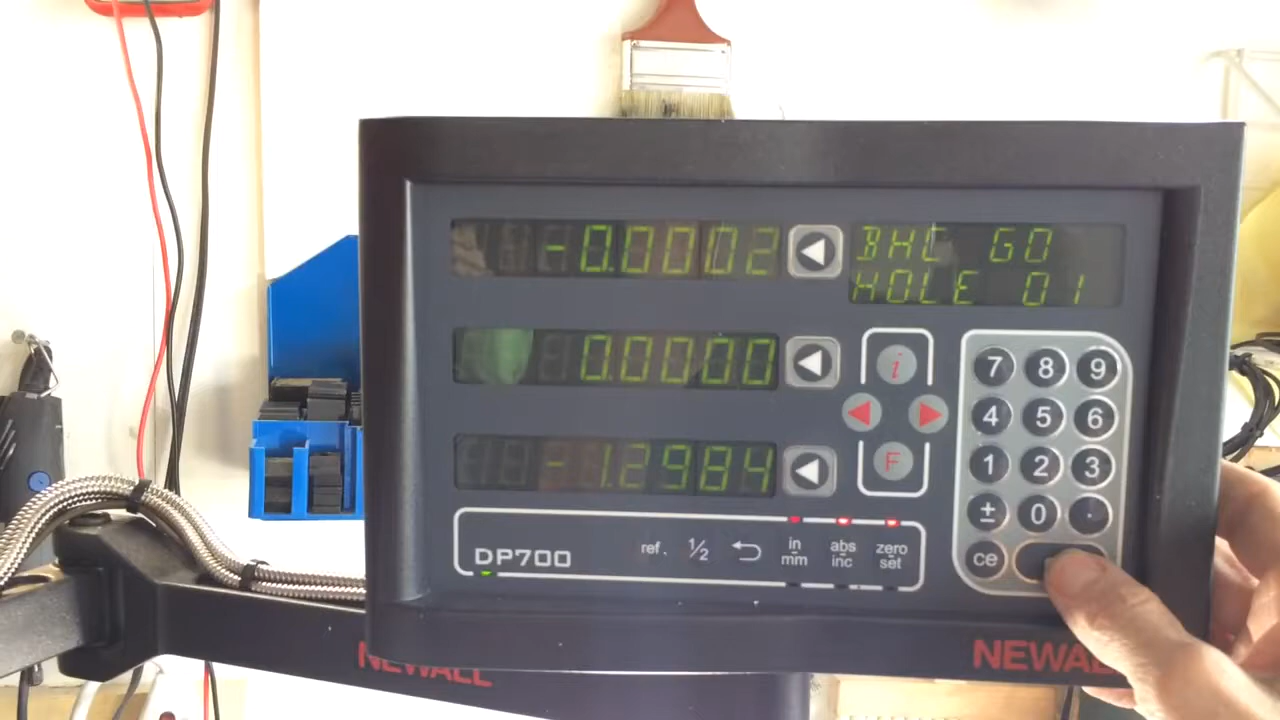 -0.0002
BHC GO
HOLE 01
0.0000
-1.2984
i
F
7 8 9
4 5 6
1 2 3
± 0 .
ce
DP700
ref. ½ in mm abs inc zero set
NEWALL
NEWAL